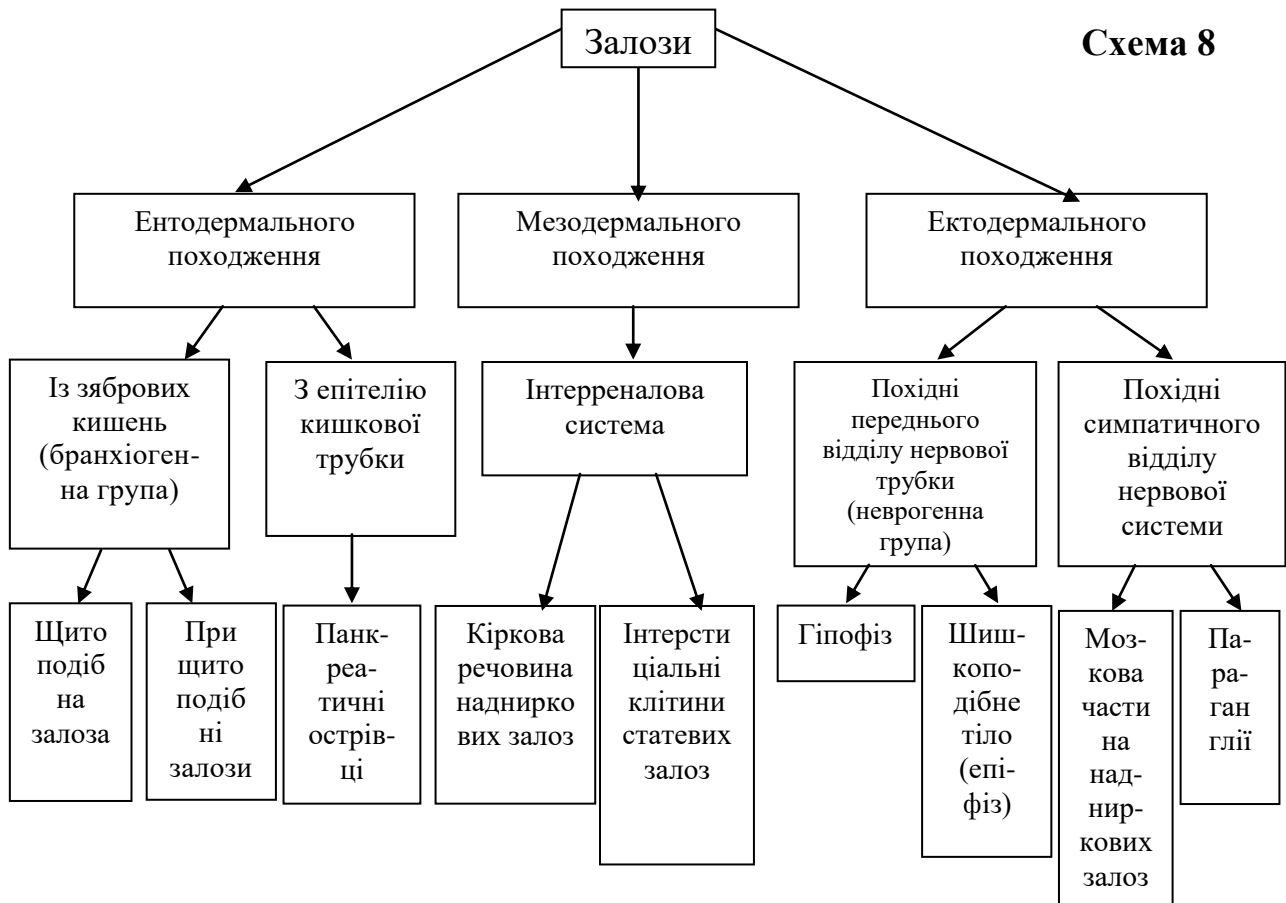 Залози
Схема 8
Ентодермального
походження
Мезодермального
походження
Ектодермального
походження
Із зябрових
кишень
(бранхіоген-
на група)
З епітелію
кишкової
трубки
Інтерреналова
система
Похідні
переднього
відділу нервової
трубки
(неврогенна
група)
Похідні
симпатичного
відділу
нервової
системи
Щито
подіб
на
залоза
При
щито
подіб
ні
залози
Панк-
реа-
тичні
острів-
ці
Кіркова
речовина
наднирко
вих залоз
Інтерсти
ціальні
клітини
статевих
залоз
Гіпофіз
Шиш-
копо-
дібне
тіло
(епі-
фіз)
Моз-
кова
части
на
над-
нир-
кових
залоз
Па-
ра-
ган
глії